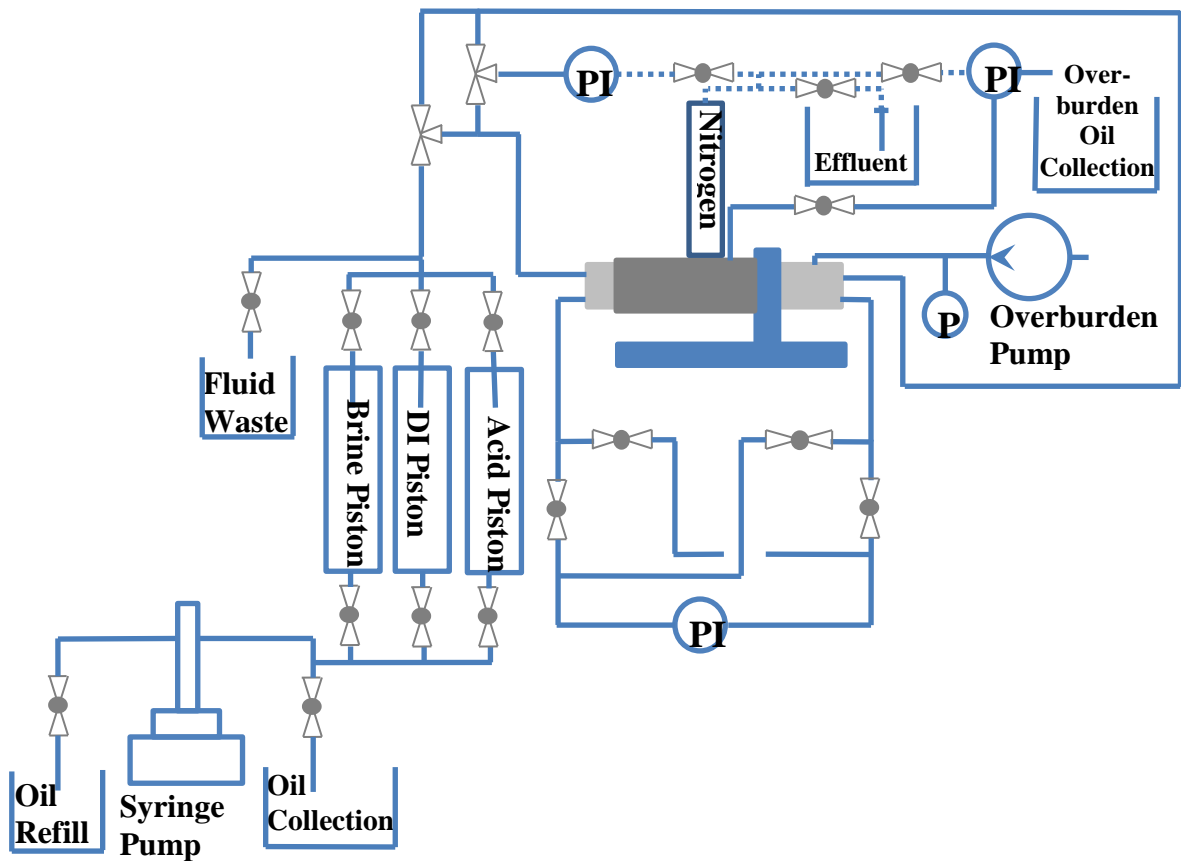 PI
PI
Over-
burden
Oil
Collection
Nitrogen
Effluent
P
Overburden
Pump
Fluid
Waste
Brine Piston
DI Piston
Acid Piston
PI
Oil
Refill
Syringe
Pump
Oil
Collection